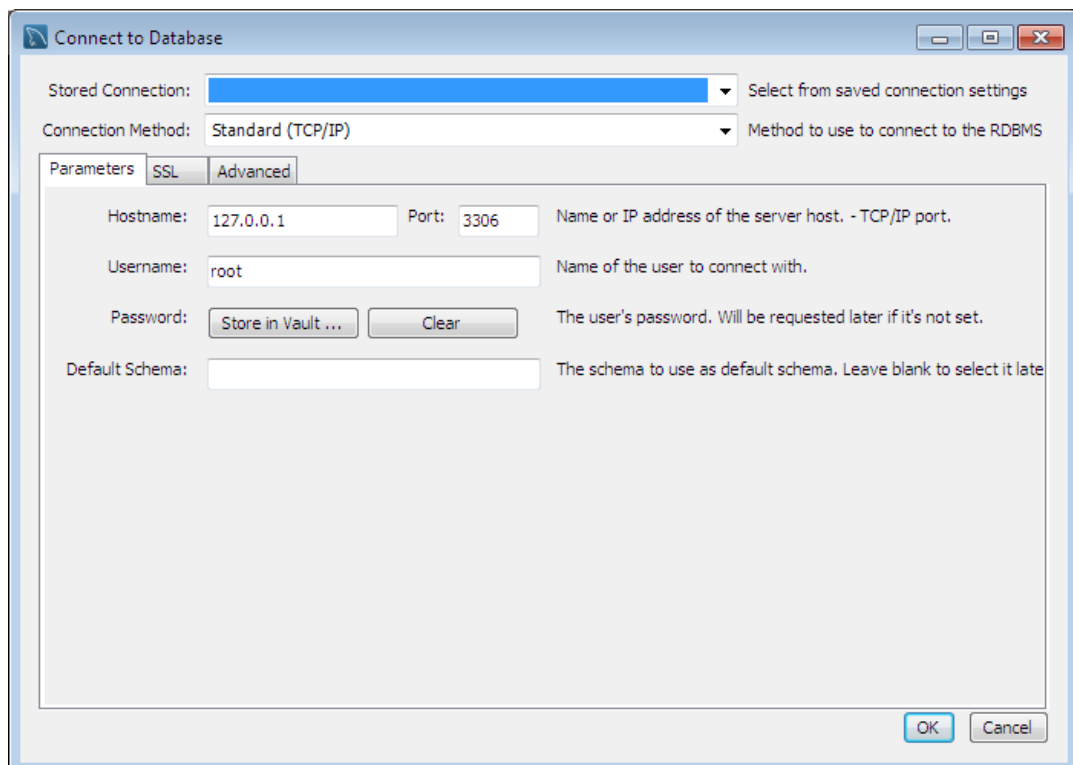 Connect to Database
Stored Connection: Select from saved connection settings
Connection Method: Standard (TCP/IP) Method to use to connect to the RDBMS
Parameters SSL Advanced
Hostname: 127.0.0.1 Port: 3306 Name or IP address of the server host. - TCP/IP port.
Username: root Name of the user to connect with.
Password: Store in Vault ... Clear The user's password. Will be requested later if it's not set.
Default Schema: The schema to use as default schema. Leave blank to select it late
OK Cancel